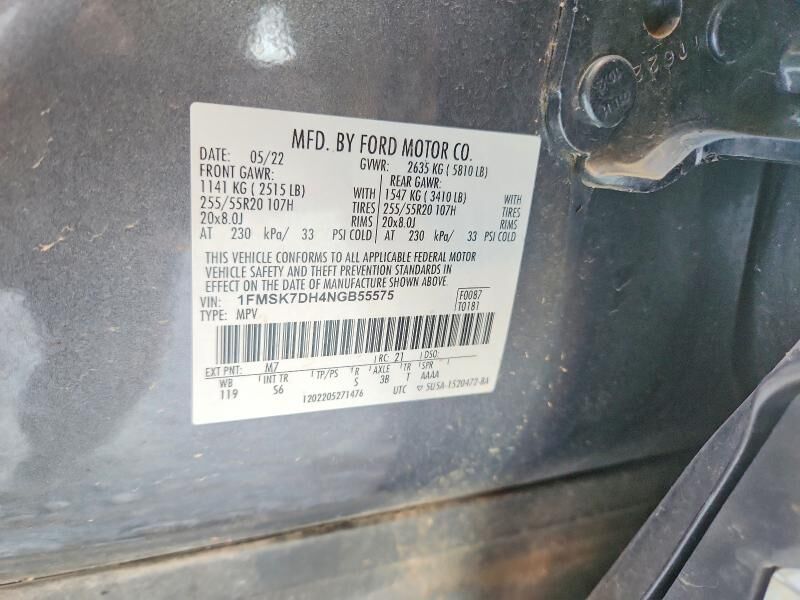 MFD. BY FORD MOTOR CO.
DATE: 05/22 GVWR: 2635 KG ( 5810 LB)
FRONT GAWR: REAR GAWR:
1141 KG ( 2515 LB) WITH 1547 KG ( 3410 LB) WITH
255/55R20 107H TIRES 255/55R20 107H TIRES
20x8.0J RIMS 20x8.0J RIMS
AT 230 kPa/ 33 PSI COLD AT 230 kPa/ 33 PSI COLD
THIS VEHICLE CONFORMS TO ALL APPLICABLE FEDERAL MOTOR
VEHICLE SAFETY AND THEFT PREVENTION STANDARDS IN
EFFECT ON THE DATE OF MANUFACTURE SHOWN ABOVE.
VIN: 1FMSK7DH4NGB55575 F0087
TYPE: MPV T0181
EXT PNT: M7 RC: 21 DSO:
WB INT TR TP/PS R AXLE TR SPR
119 S6 S 3B T AAAA
1202205271476 UTC 5U5A-1520472-BA